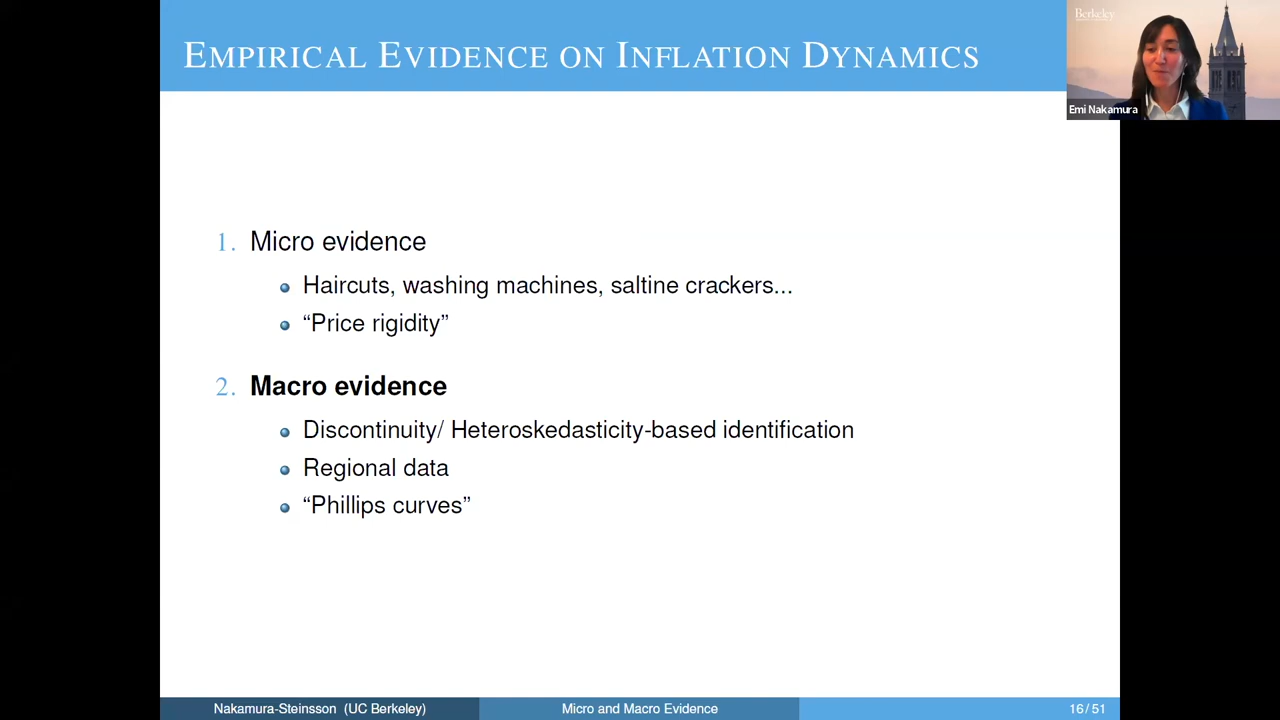 EMPIRICAL EVIDENCE ON INFLATION DYNAMICS
Berkeley
Emi Nakamura
1. Micro evidence
Haircuts, washing machines, saltine crackers...
“Price rigidity”
2. Macro evidence
Discontinuity/ Heteroskedasticity-based identification
Regional data
“Phillips curves”
Nakamura-Steinsson (UC Berkeley) Micro and Macro Evidence 16/51